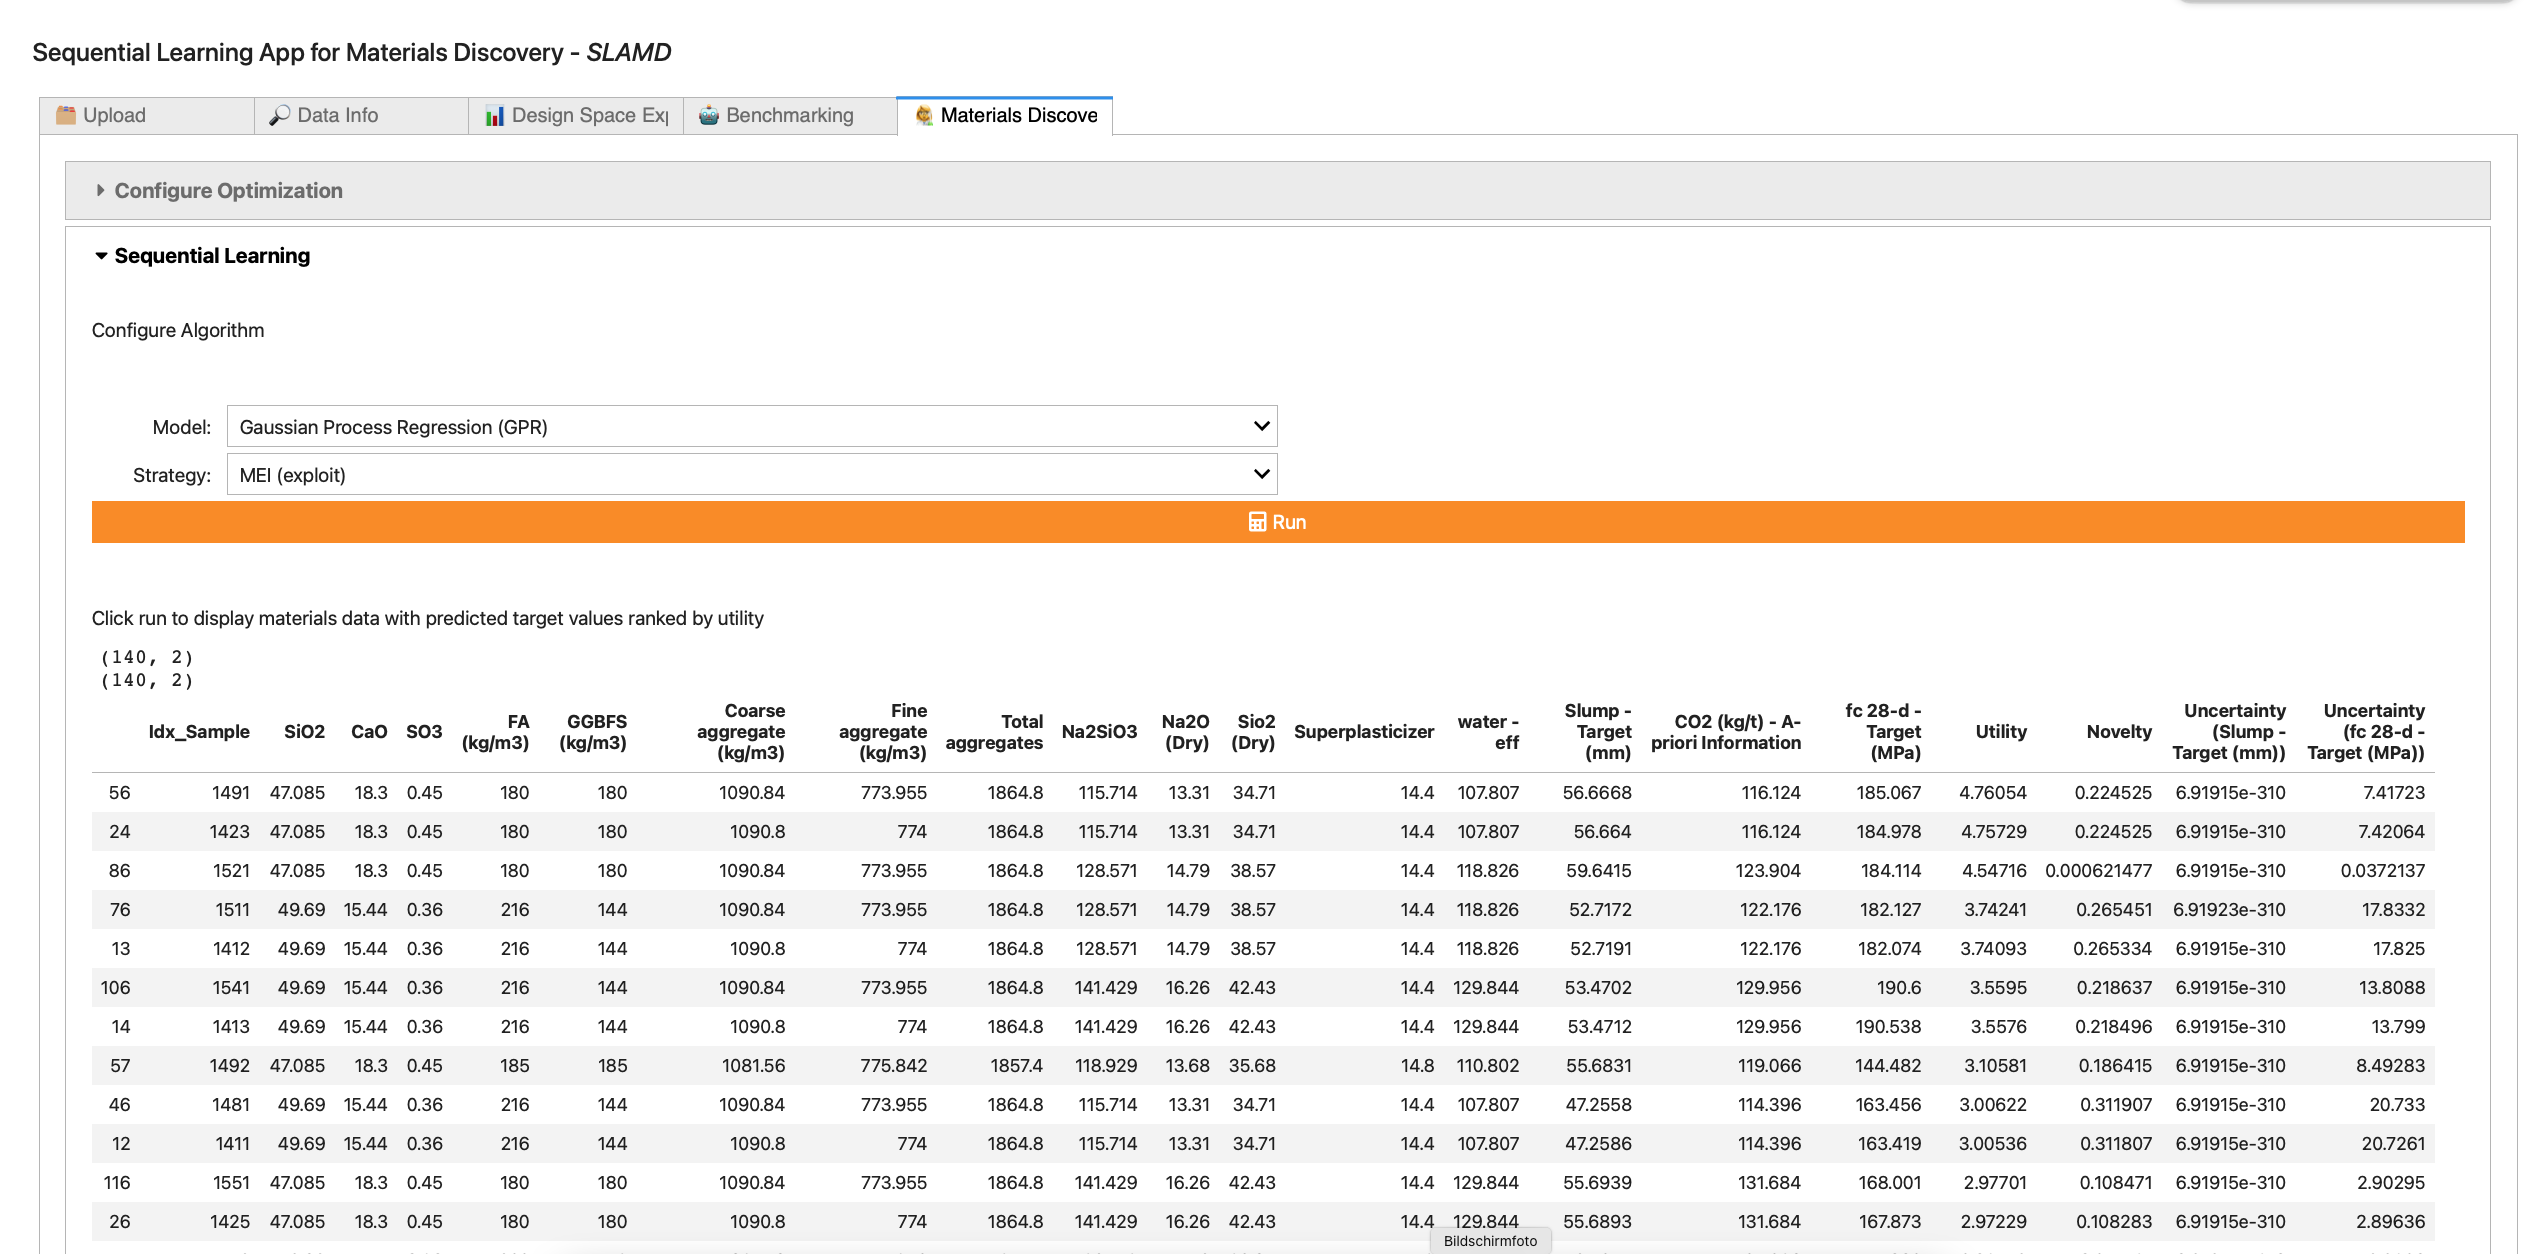 Sequential Learning App for Materials Discovery - SLAMD
Upload Data Info Design Space Exp Benchmarking Materials Discove
Configure Optimization
Sequential Learning
Configure Algorithm
Model: Gaussian Process Regression (GPR)
Strategy: MEI (exploit)
Run
Click run to display materials data with predicted target values ranked by utility
(140, 2)
(140, 2)
Idx_Sample SiO2 CaO SO3 FA (kg/m3) GGBFS (kg/m3) Coarse aggregate (kg/m3) Fine aggregate (kg/m3) Total aggregates Na2SiO3 Na2O (Dry) Sio2 (Dry) Superplasticizer water - eff Slump - Target (mm) CO2 (kg/t) - A-priori Information fc 28-d - Target (MPa) Utility Novelty Uncertainty (Slump - Target (mm)) Uncertainty (fc 28-d - Target (MPa))
56 1491 47.085 18.3 0.45 180 180 1090.84 773.955 1864.8 115.714 13.31 34.71 14.4 107.807 56.6668 116.124 185.067 4.76054 0.224525 6.91915e-310 7.41723
24 1423 47.085 18.3 0.45 180 180 1090.8 774 1864.8 115.714 13.31 34.71 14.4 107.807 56.664 116.124 184.978 4.75729 0.224525 6.91915e-310 7.42064
86 1521 47.085 18.3 0.45 180 180 1090.84 773.955 1864.8 128.571 14.79 38.57 14.4 118.826 59.6415 123.904 184.114 4.54716 0.000621477 6.91915e-310 0.0372137
76 1511 49.69 15.44 0.36 216 144 1090.84 773.955 1864.8 128.571 14.79 38.57 14.4 118.826 52.7172 122.176 182.127 3.74241 0.265451 6.91923e-310 17.8332
13 1412 49.69 15.44 0.36 216 144 1090.8 774 1864.8 128.571 14.79 38.57 14.4 118.826 52.7191 122.176 182.074 3.74093 0.265334 6.91915e-310 17.825
106 1541 49.69 15.44 0.36 216 144 1090.84 773.955 1864.8 141.429 16.26 42.43 14.4 129.844 53.4702 129.956 190.6 3.5595 0.218637 6.91915e-310 13.8088
14 1413 49.69 15.44 0.36 216 144 1090.8 774 1864.8 141.429 16.26 42.43 14.4 129.844 53.4712 129.956 190.538 3.5576 0.218496 6.91915e-310 13.799
57 1492 47.085 18.3 0.45 185 185 1081.56 775.842 1857.4 118.929 13.68 35.68 14.8 110.802 55.6831 119.066 144.482 3.10581 0.186415 6.91915e-310 8.49283
46 1481 49.69 15.44 0.36 216 144 1090.84 773.955 1864.8 115.714 13.31 34.71 14.4 107.807 47.2558 114.396 163.456 3.00622 0.311907 6.91915e-310 20.733
12 1411 49.69 15.44 0.36 216 144 1090.8 774 1864.8 115.714 13.31 34.71 14.4 107.807 47.2586 114.396 163.419 3.00536 0.311807 6.91915e-310 20.7261
116 1551 47.085 18.3 0.45 180 180 1090.84 773.955 1864.8 141.429 16.26 42.43 14.4 129.844 55.6939 131.684 168.001 2.97701 0.108471 6.91915e-310 2.90295
26 1425 47.085 18.3 0.45 180 180 1090.8 774 1864.8 141.429 16.26 42.43 14.4 129.844 55.6893 131.684 167.873 2.97229 0.108283 6.91915e-310 2.89636
Bildschirmfoto